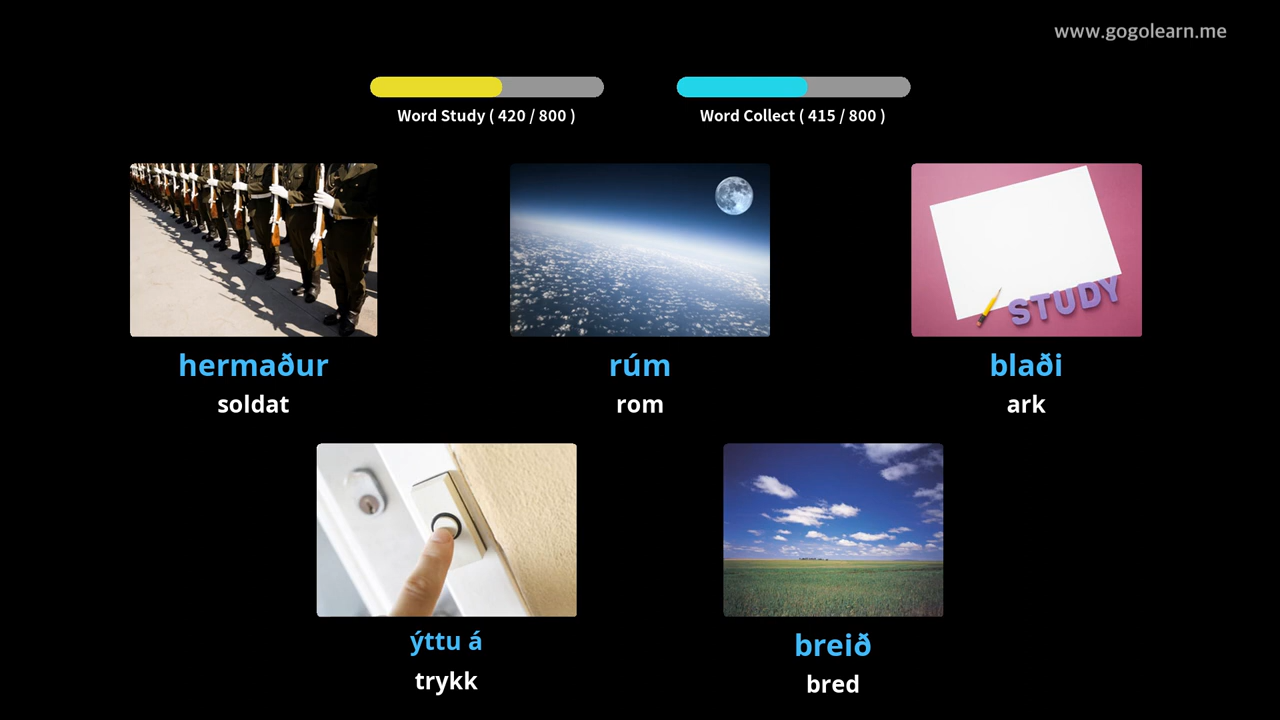 www.gogolearn.me
Word Study ( 420 / 800 )
Word Collect ( 415 / 800 )
STUDY
hermaður
rúm
blaði
soldat
rom
ark
ýttu á
breið
trykk
bred